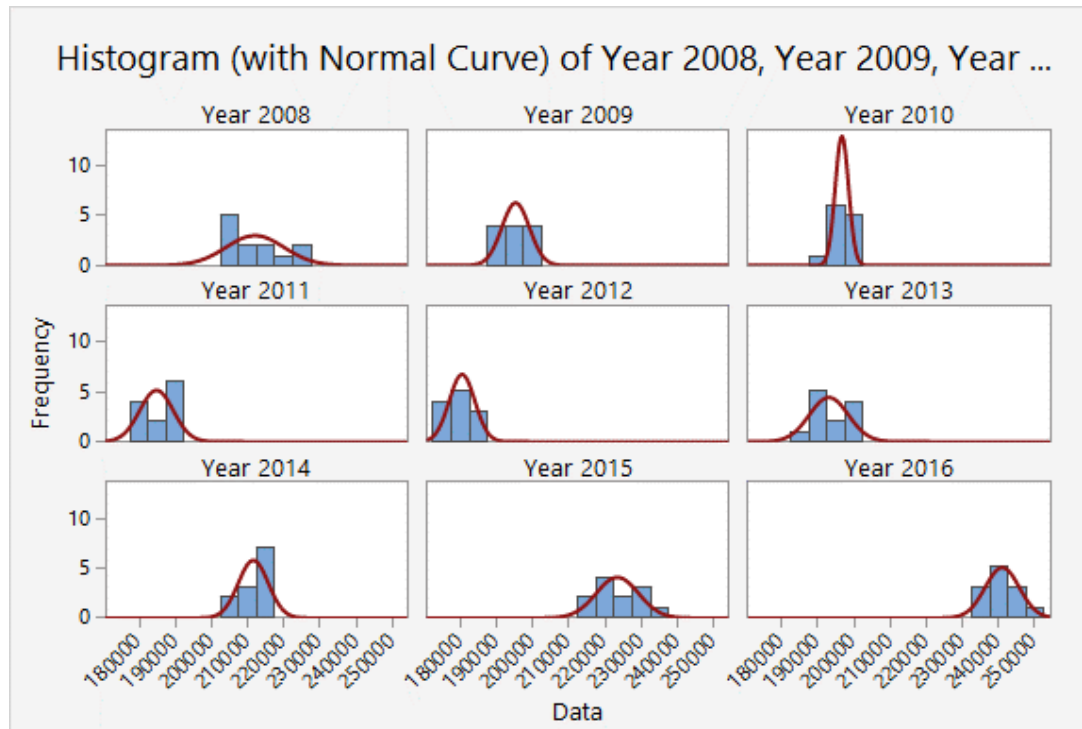 Histogram (with Normal Curve) of Year 2008, Year 2009, Year ...
Year 2008
Year 2009
Year 2010
10
5
0
Year 2011
Year 2012
Year 2013
10
5
0
Year 2014
Year 2015
Year 2016
10
5
0
Frequency
180000 190000 200000 210000 220000 230000 240000 250000
180000 190000 200000 210000 220000 230000 240000 250000
180000 190000 200000 210000 220000 230000 240000 250000
Data